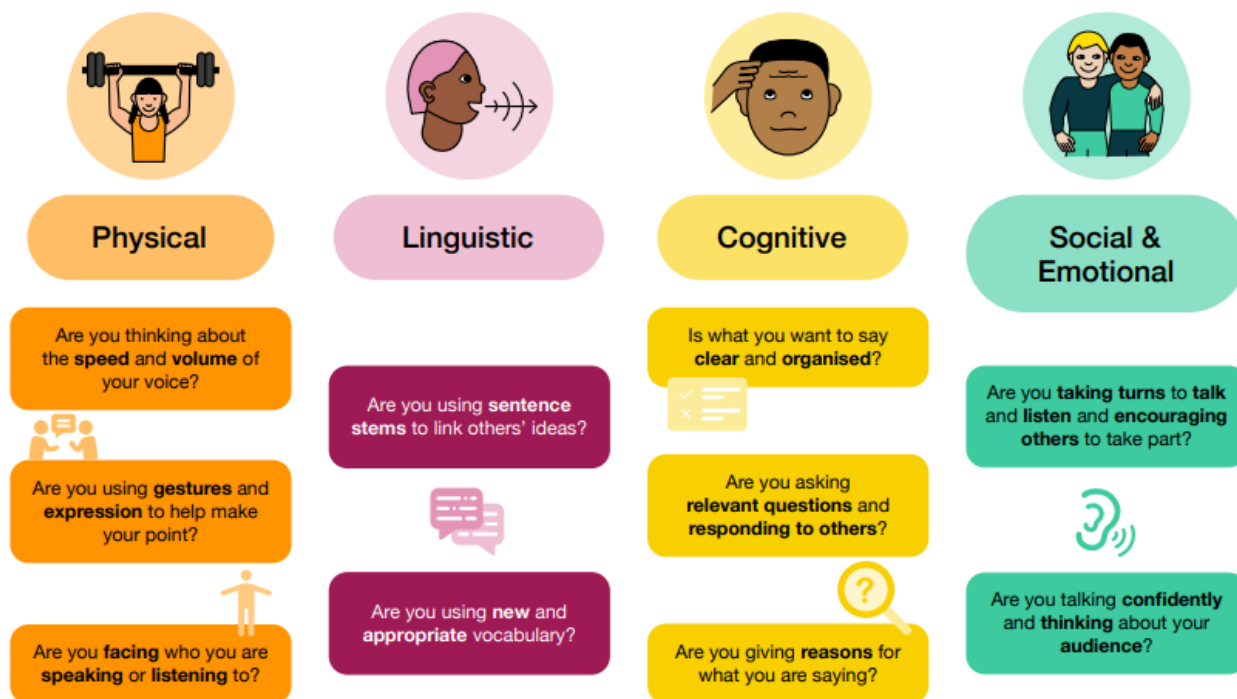 Physical
Are you thinking about
the speed and volume of
your voice?
Are you using gestures and
expression to help make
your point?
Are you facing who you are
speaking or listening to?
Linguistic
Are you using sentence
stems to link others’ ideas?
Are you using new and
appropriate vocabulary?
Cognitive
Is what you want to say
clear and organised?
Are you asking
relevant questions and
responding to others?
?
Are you giving reasons for
what you are saying?
Social &
Emotional
Are you taking turns to talk
and listen and encouraging
others to take part?
Are you talking confidently
and thinking about your
audience?